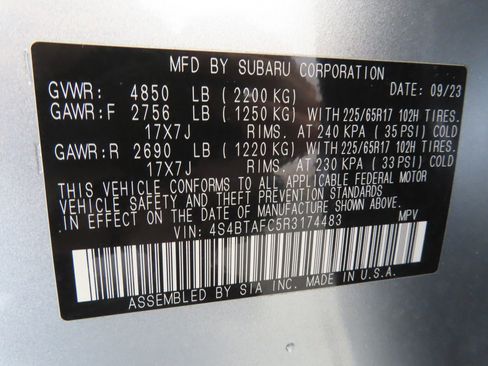 MFD BY SUBARU CORPORATION
GVWR: 4850 LB (2200 KG) DATE: 09/23
GAWR:F 2756 LB (1250 KG) WITH 225/65R17 102H TIRES.
17X7J RIMS. AT 240 KPA (35 PSI) COLD
GAWR:R 2690 LB (1220 KG) WITH 225/65R17 102H TIRES.
17X7J RIMS. AT 230 KPA (33 PSI) COLD
THIS VEHICLE CONFORMS TO ALL APPLICABLE FEDERAL MOTOR
VEHICLE SAFETY AND THEFT PREVENTION STANDARDS
IN EFFECT ON THE DATE OF MANUFACTURE SHOWN ABOVE.
VIN: 4S4BTAFC5R3174483 MPV
ASSEMBLED BY SIA INC. MADE IN U.S.A.